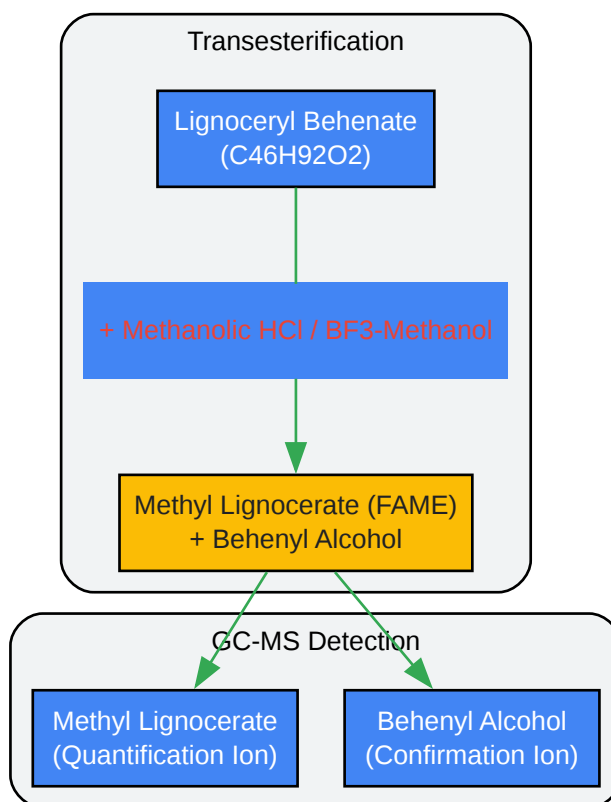 Transesterification
Lignoceryl Behenate
(C46H92O2)
+ Methanolic HCl / BF3-Methanol
Methyl Lignocerate (FAME)
+ Behenyl Alcohol
GC-MS Detection
Methyl Lignocerate
(Quantification Ion)
Behenyl Alcohol
(Confirmation Ion)